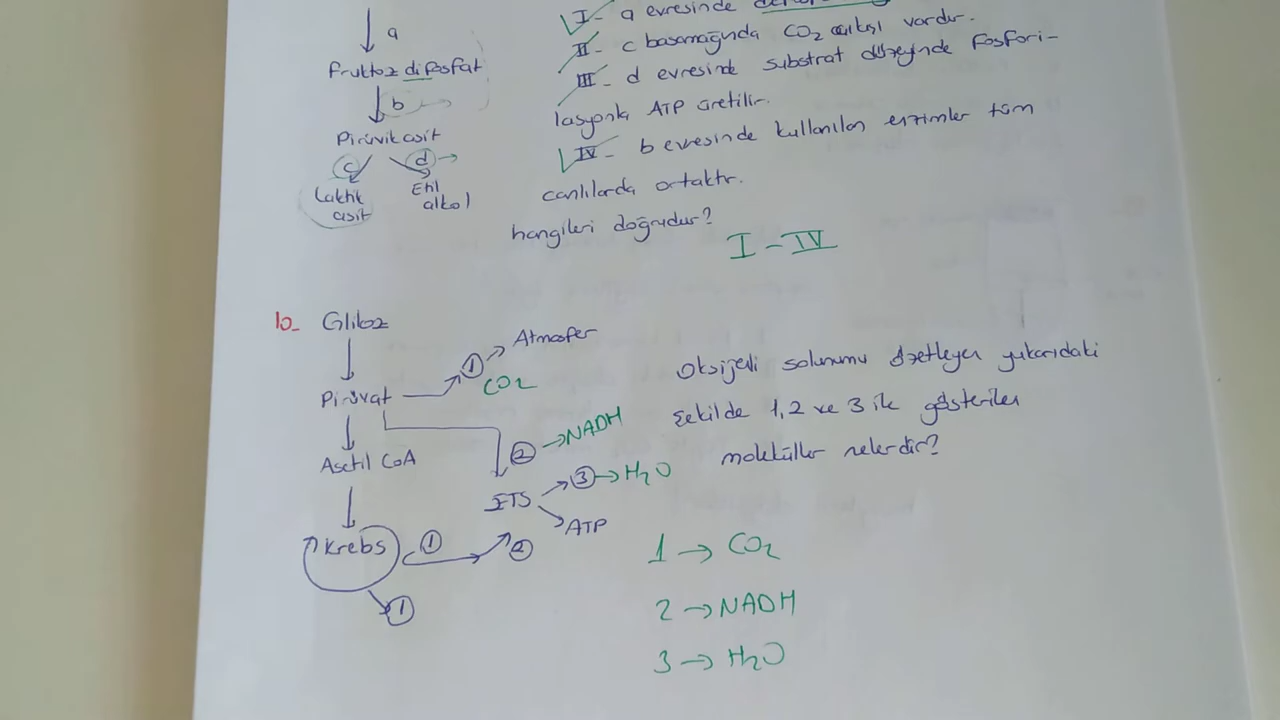 a
I- a evresinde
II- c basamağında CO2 çıkışı vardır.
III- d evresinde substrat düzeyinde fosfori-
lasyonla ATP üretilir.
IV- b evresinde kullanılan enzimler tüm
canlılarda ortaktır.
hangileri doğrudur?
I-IV
fruktoz difosfat
b
Pirüvik asit
c d
Laktik asit
Etil alkol
10- Glikoz
Pirüvat
1 Atmosfer
CO2
Asetil CoA
2 NADH
ETS
3 H2O
ATP
Krebs
1
2
1
Oksijenli solunumu özetleyen yukarıdaki
şekilde 1, 2 ve 3 ile gösterilen
moleküller nelerdir?
1 → CO2
2 → NADH
3 → H2O